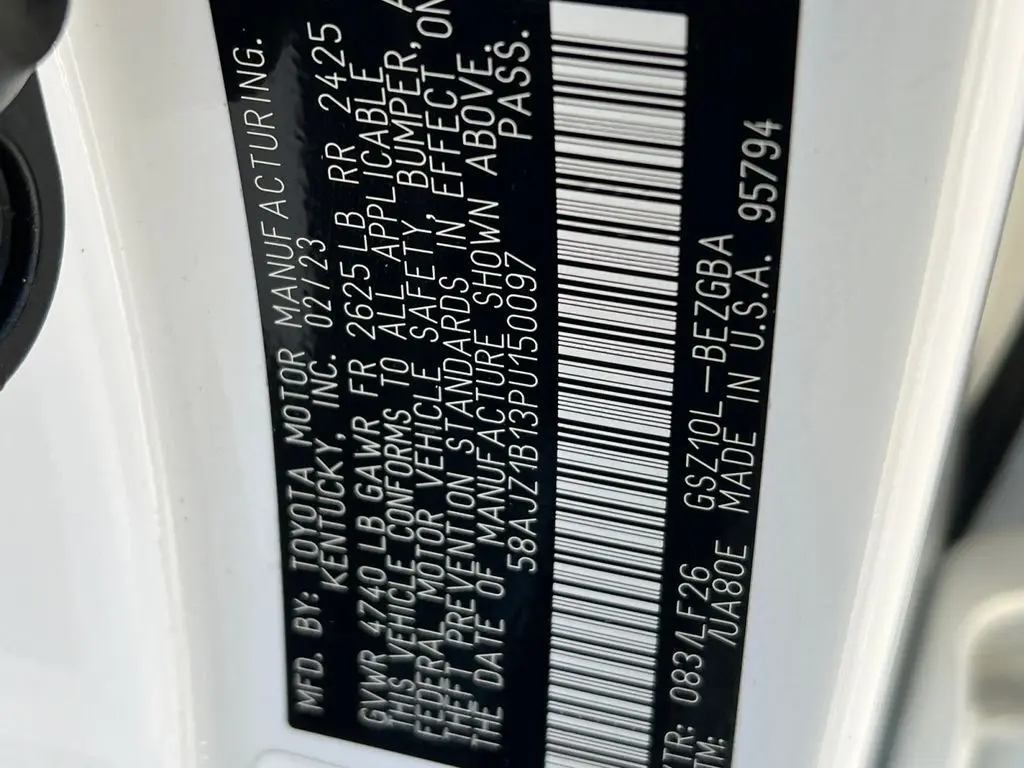 MFD. BY: TOYOTA MOTOR MANUFACTURING.
KENTUCKY, INC. 02/23
GVWR 4740 LB GAWR FR 2625 LB RR 2425
THIS VEHICLE CONFORMS TO ALL APPLICABLE
FEDERAL MOTOR VEHICLE SAFETY, BUMPER, A
THEFT PREVENTION STANDARDS IN EFFECT ON
THE DATE OF MANUFACTURE SHOWN ABOVE.
58AJZ1B13PU150097 PASS.
/TR: 083/LF26 GSZ10L-BEZGBA
TM: /UA80E MADE IN U.S.A. 95794